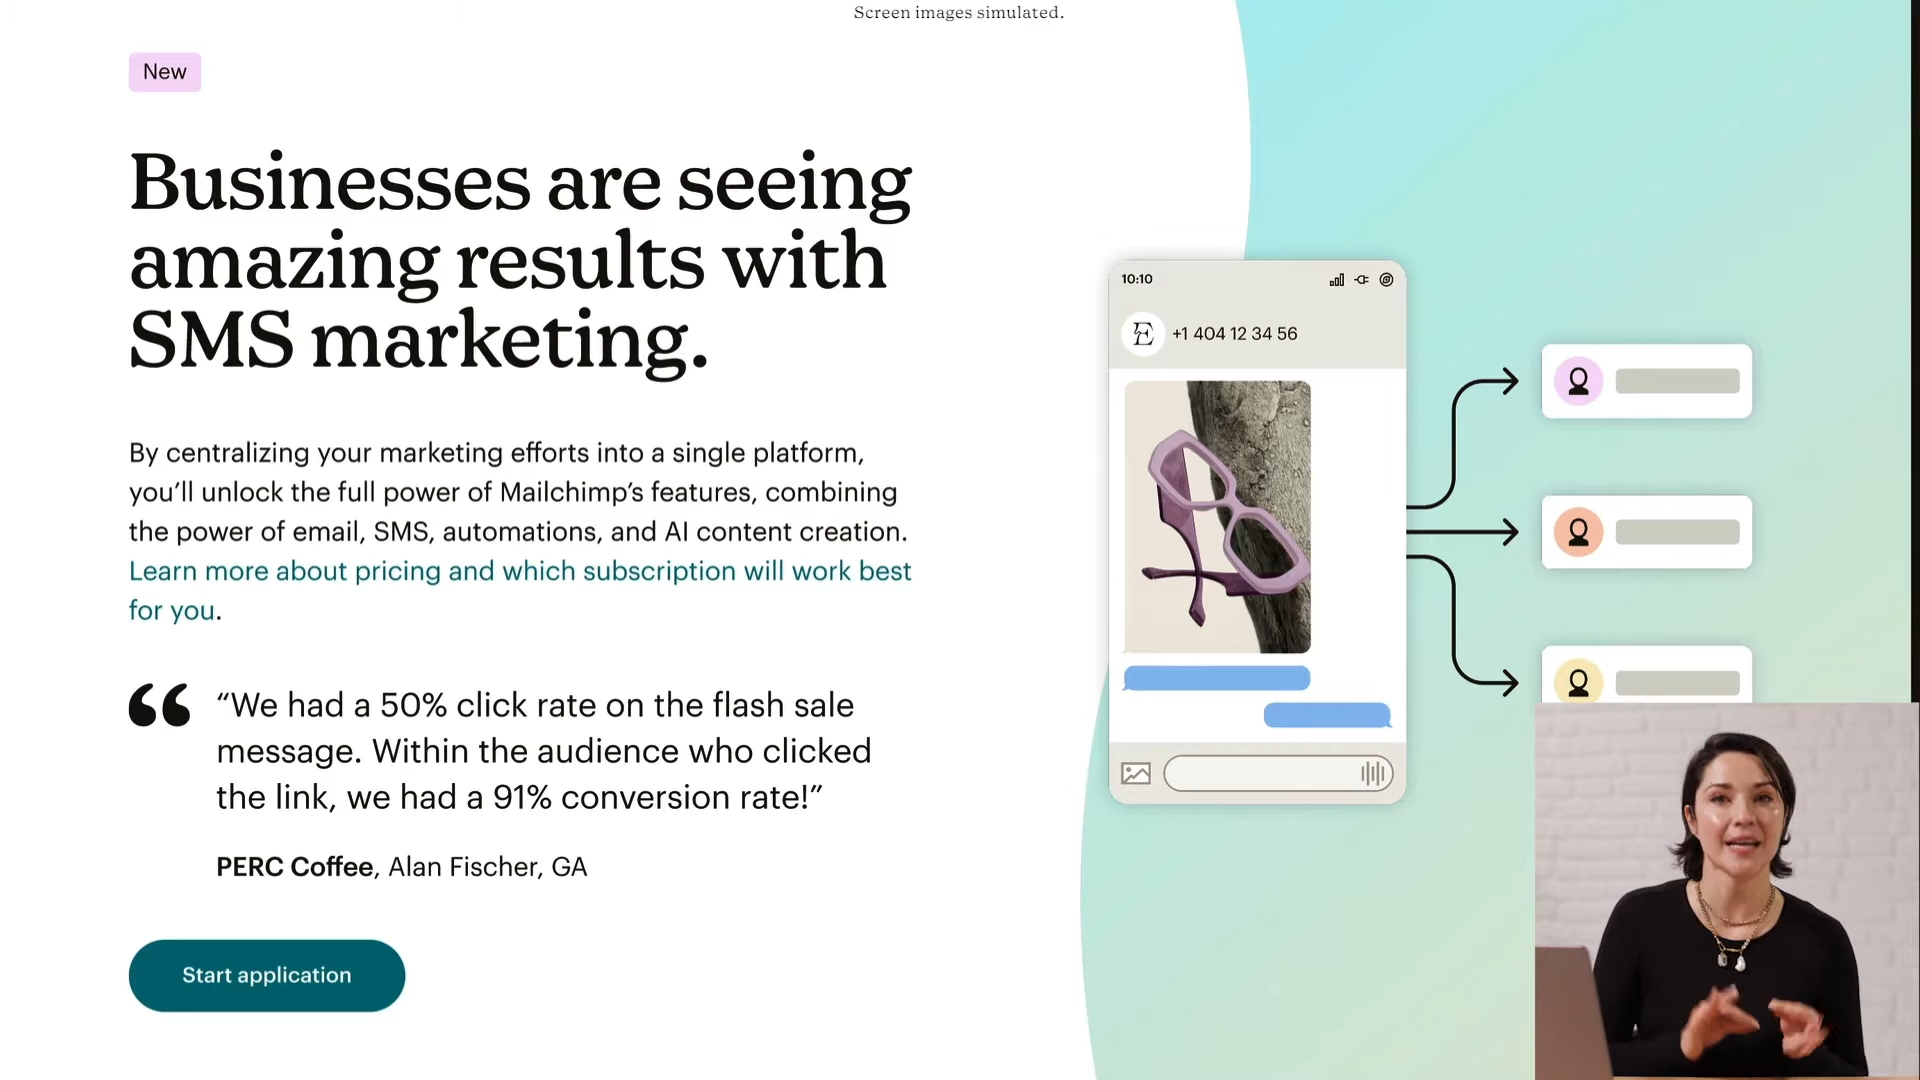 Screen images simulated.
New
Businesses are seeing
amazing results with
SMS marketing.
By centralizing your marketing efforts into a single platform,
you’ll unlock the full power of Mailchimp’s features, combining
the power of email, SMS, automations, and AI content creation.
Learn more about pricing and which subscription will work best
for you.
“We had a 50% click rate on the flash sale
message. Within the audience who clicked
the link, we had a 91% conversion rate!”
PERC Coffee, Alan Fischer, GA
Start application
10:10
E +1 404 12 34 56